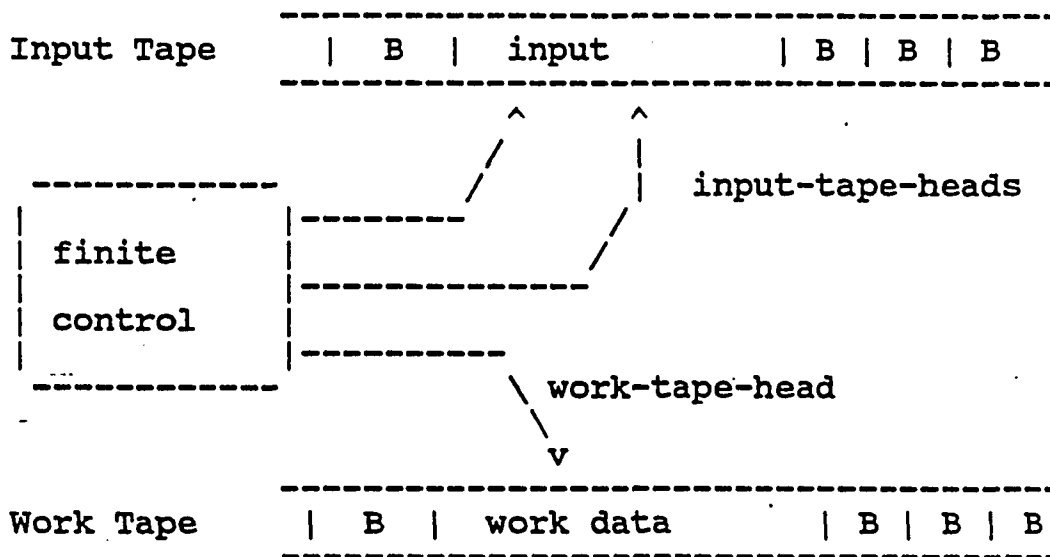 Input Tape | B | input | B | B | B
input-tape-heads
finite
control
work-tape-head
v
Work Tape | B | work data | B | B | B